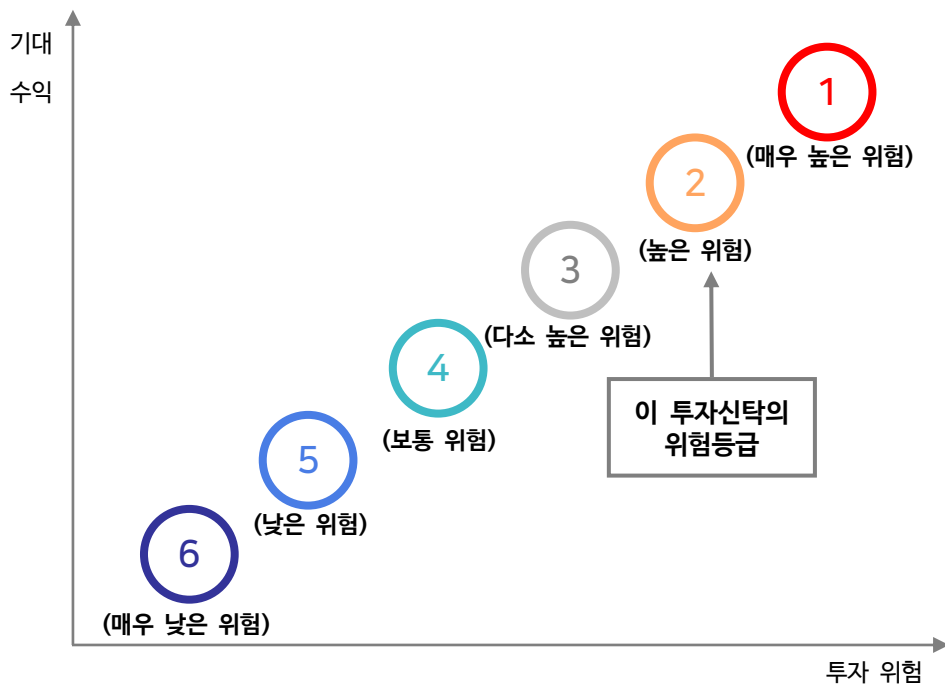 기대
수익
1
(매우 높은 위험)
2
(높은 위험)
3
(다소 높은 위험)
4
(보통 위험)
이 투자신탁의
위험등급
5
(낮은 위험)
6
(매우 낮은 위험)
투자 위험